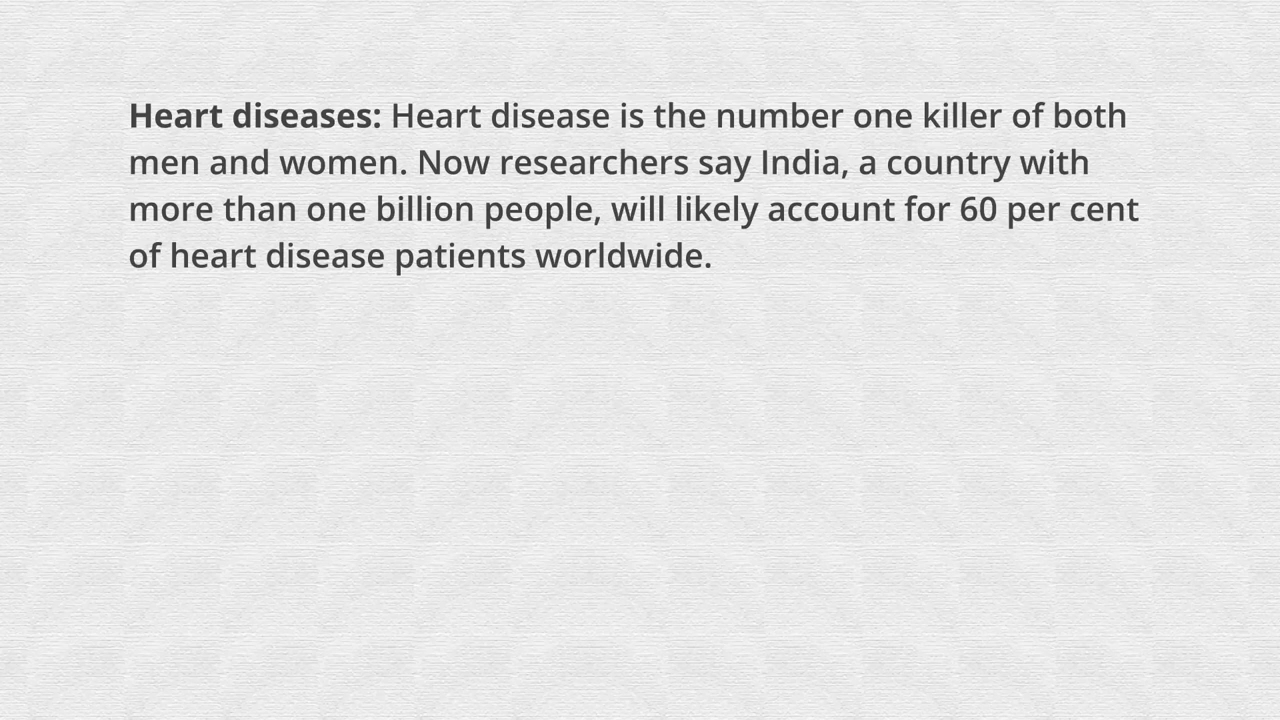 Heart diseases: Heart disease is the number one killer of both
men and women. Now researchers say India, a country with
more than one billion people, will likely account for 60 per cent
of heart disease patients worldwide.